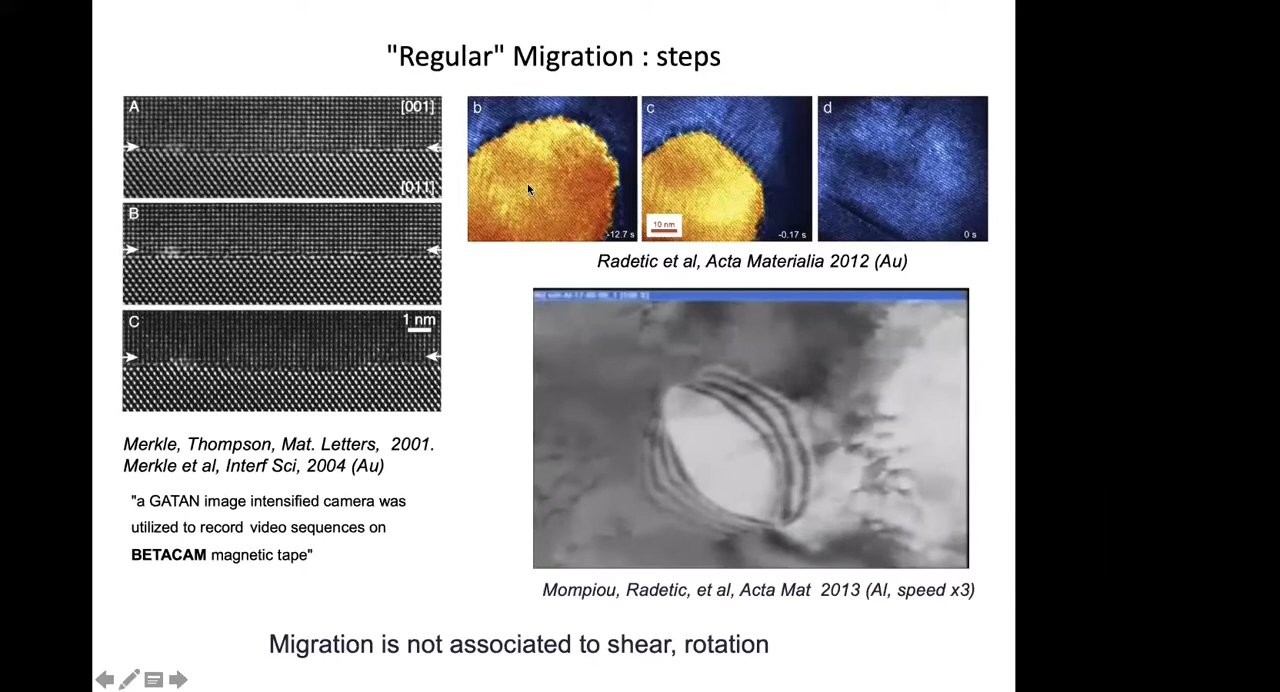 "Regular" Migration : steps
A
[001]
[011]
B
C
1 nm
b
-12.7 s
c
10 nm
-0.17 s
d
0 s
Radetic et al, Acta Materialia 2012 (Au)
Merkle, Thompson, Mat. Letters, 2001.
Merkle et al, Interf Sci, 2004 (Au)
"a GATAN image intensified camera was
utilized to record video sequences on
BETACAM magnetic tape"
Mompiou, Radetic, et al, Acta Mat 2013 (Al, speed x3)
Migration is not associated to shear, rotation